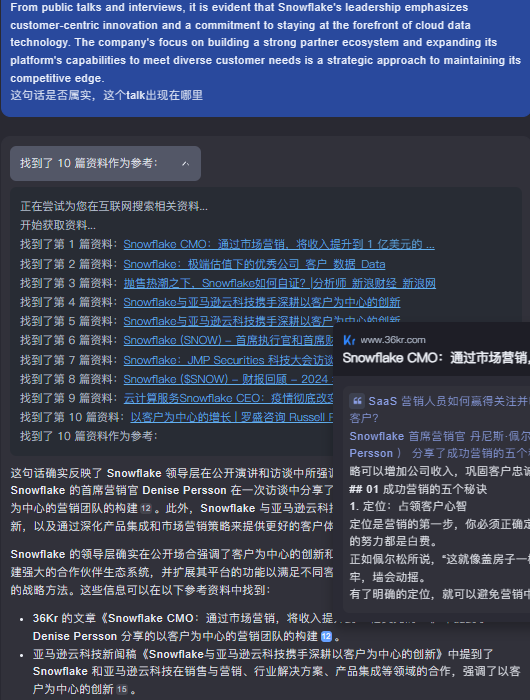 From public talks and interviews, it is evident that Snowflake's leadership emphasizes
customer-centric innovation and a commitment to staying at the forefront of cloud data
technology. The company's focus on building a strong partner ecosystem and expanding its
platform's capabilities to meet diverse customer needs is a strategic approach to maintaining its
competitive edge.
这句话是否属实，这个talk出现在哪里
找到了 10 篇资料作为参考：
正在尝试为您在互联网搜索相关资料...
开始获取资料...
找到了第 1 篇资料：Snowflake CMO：通过市场营销，将收入提升到 1 亿美元的 ...
找到了第 2 篇资料：Snowflake：极端估值下的优秀公司_客户_数据_Data
找到了第 3 篇资料：抛售热潮之下，Snowflake如何自证？|分析师_新浪财经_新浪网
找到了第 4 篇资料：Snowflake与亚马逊云科技携手深耕以客户为中心的创新
找到了第 5 篇资料：Snowflake与亚马逊云科技携手深耕以客户为中心的创新
找到了第 6 篇资料：Snowflake (SNOW) – 首席执行官和首席财
找到了第 7 篇资料：Snowflake：JMP Securities 科技大会访谈
找到了第 8 篇资料：Snowflake ($SNOW) – 财报回顾 – 2024
找到了第 9 篇资料：云计算服务Snowflake CEO：疫情彻底改变
找到了第 10 篇资料：以客户为中心的增长 | 罗盛咨询 Russell R
找到了 10 篇资料作为参考：
Kr www.36kr.com
Snowflake CMO：通过市场营销，
SaaS 营销人员如何赢得关注并
客户？
Snowflake 首席营销官 丹尼斯·佩尔
Persson ） 分享了成功营销的五个秘
略可以增加公司收入，巩固客户忠诚
## 01 成功营销的五个秘诀
1. 定位：占领客户心智
定位是营销的第一步，你必须正确定
的努力都是白费。
正如佩尔松所说，“这就像盖房子一样
牢，墙会动摇。
有了明确的定位，就可以避免营销中
这句话确实反映了 Snowflake 领导层在公开演讲和访谈中所强调
Snowflake 的首席营销官 Denise Persson 在一次访谈中分享了
为中心的营销团队的构建 12 。此外，Snowflake 与亚马逊云科技
新，以及通过深化产品集成和市场营销策略来提供更好的客户体
Snowflake 的领导层确实在公开场合强调了客户为中心的创新和
建强大的合作伙伴生态系统，并扩展其平台的功能以满足不同客
的战略方法。这些信息可以在以下参考资料中找到：
• 36Kr 的文章《Snowflake CMO：通过市场营销，将收入提
Denise Persson 分享的以客户为中心的营销团队的构建 12 。
• 亚马逊云科技新闻稿《Snowflake与亚马逊云科技携手深耕以客户为中心的创新》中提到了
Snowflake 和亚马逊云科技在销售与营销、行业解决方案、产品集成等领域的合作，强调了以客
户为中心的创新 15 。